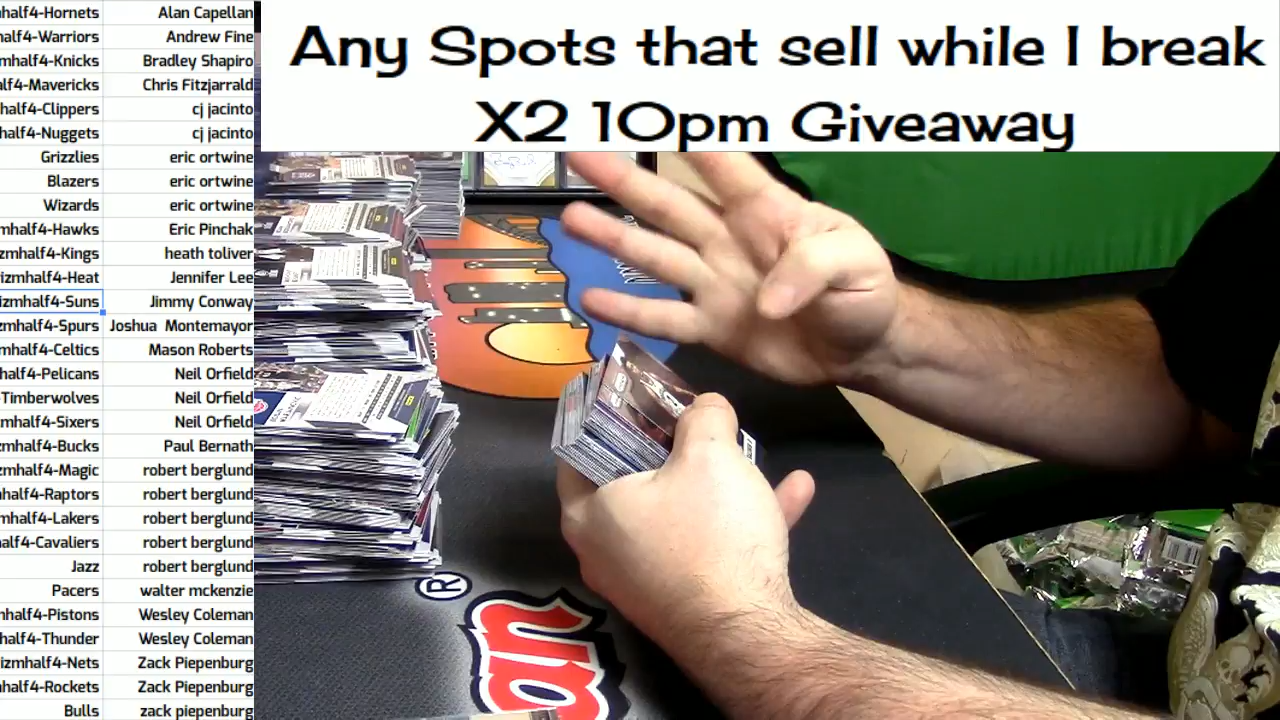 Any Spots that sell while I break
X2 10pm Giveaway
half4-Hornets Alan Capellan
half4-Warriors Andrew Fine
mhalf4-Knicks Bradley Shapiro
alf4-Mavericks Chris Fitzjarrald
half4-Clippers cj jacinto
half4-Nuggets cj jacinto
Grizzlies eric ortwine
Blazers eric ortwine
Wizards eric ortwine
mhalf4-Hawks Eric Pinchak
zmhalf4-Kings heath toliver
izmhalf4-Heat Jennifer Lee
izmhalf4-Suns Jimmy Conway
zmhalf4-Spurs Joshua Montemayor
mhalf4-Celtics Mason Roberts
half4-Pelicans Neil Orfield
-Timberwolves Neil Orfield
mhalf4-Sixers Neil Orfield
zmhalf4-Bucks Paul Bernath
zmhalf4-Magic robert berglund
half4-Raptors robert berglund
mhalf4-Lakers robert berglund
half4-Cavaliers robert berglund
Jazz robert berglund
Pacers walter mckenzie
nhalf4-Pistons Wesley Coleman
half4-Thunder Wesley Coleman
izmhalf4-Nets Zack Piepenburg
half4-Rockets Zack Piepenburg
Bulls zack piepenburg
®
an